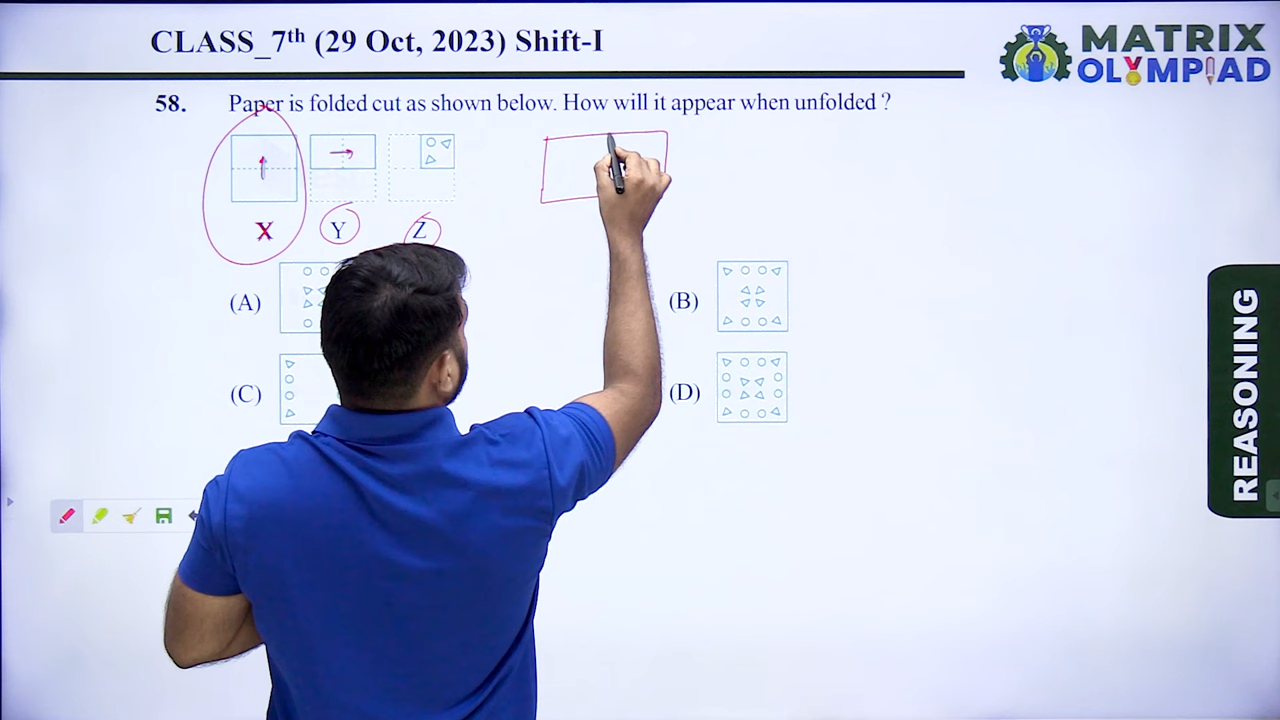 CLASS_7th (29 Oct, 2023) Shift-I
MATRIX
OLYMPIAD
58. Paper is folded cut as shown below. How will it appear when unfolded ?
X Y Z
(A)
(B)
(C)
(D)
REASONING